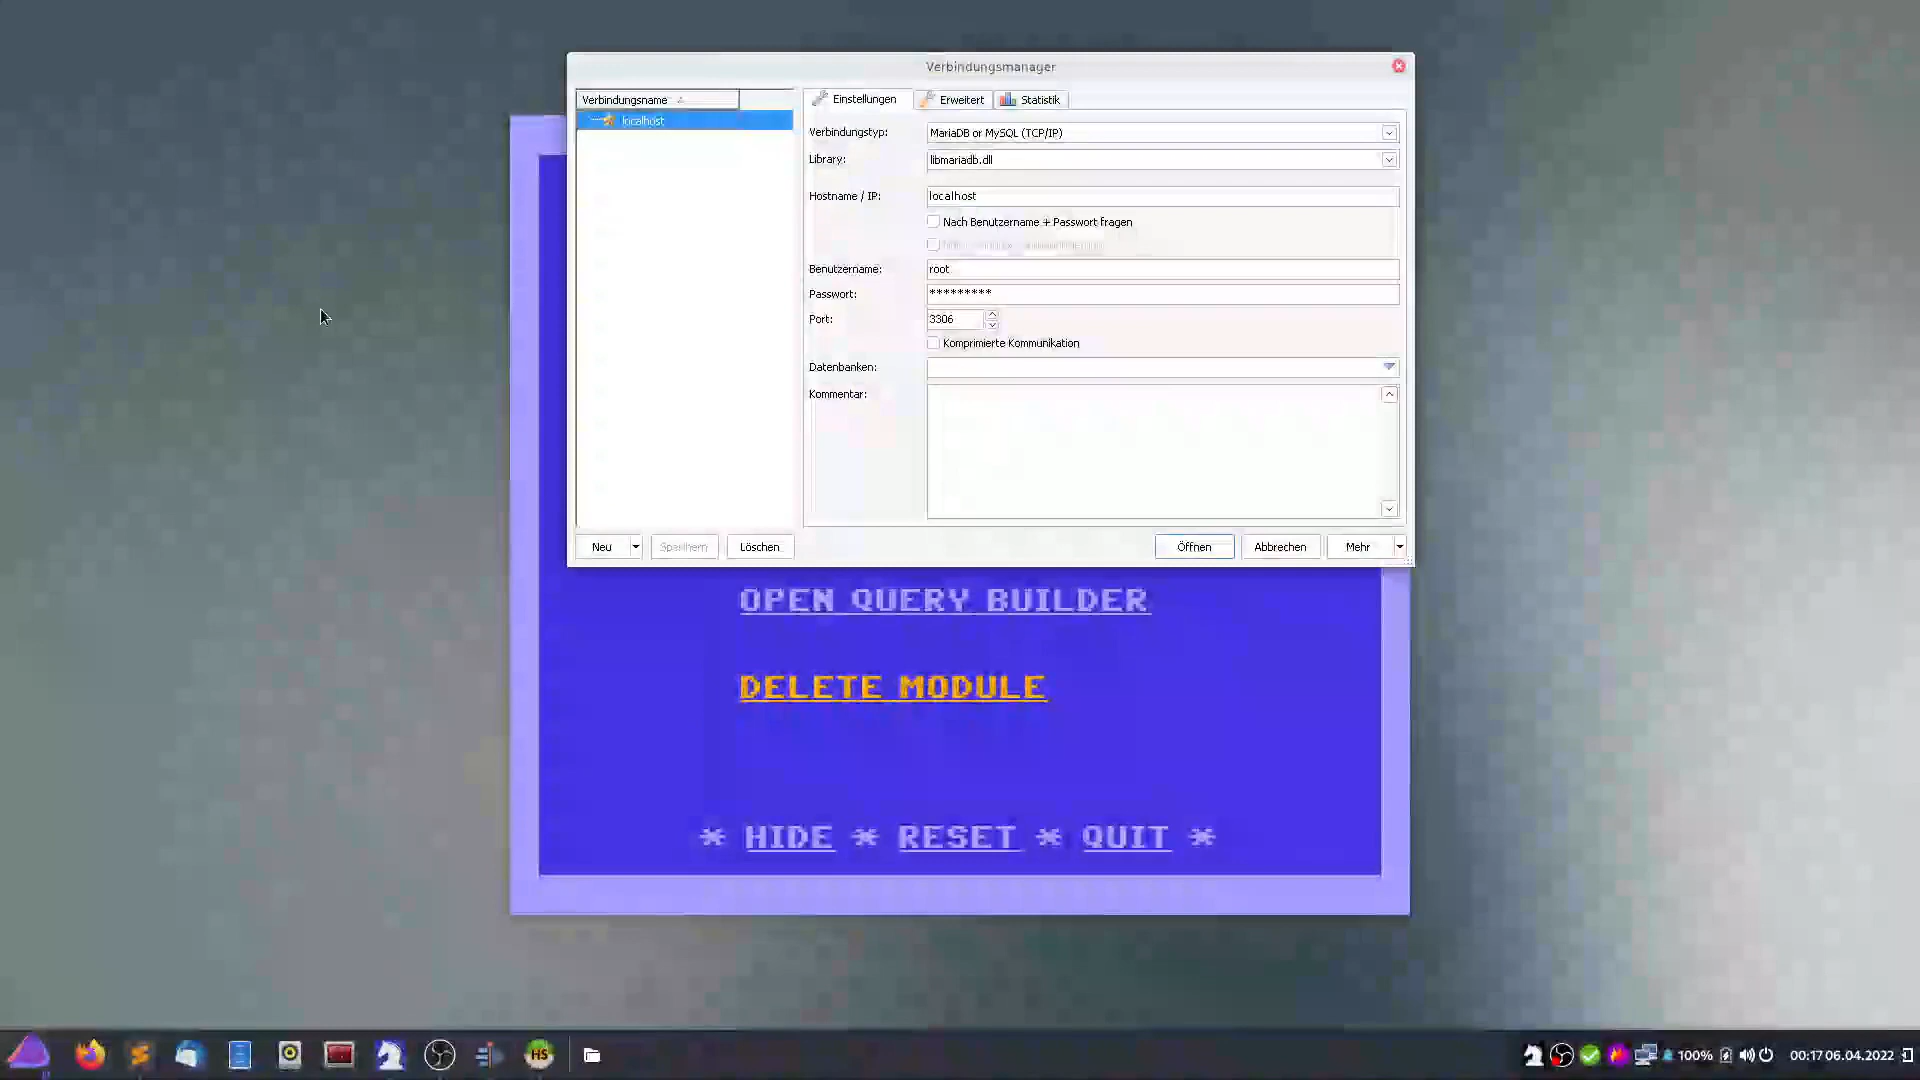 Verbindungsmanager
Verbindungsname
localhost
Einstellungen
Erweitert
Statistik
Verbindungstyp:
MariaDB or MySQL (TCP/IP)
Library:
libmariadb.dll
Hostname / IP:
localhost
Nach Benutzername + Passwort fragen
Benutzername:
root
Passwort:
*********
Port:
3306
Komprimierte Kommunikation
Datenbanken:
Kommentar:
Neu
Speichern
Löschen
Öffnen
Abbrechen
Mehr
OPEN QUERY BUILDER
DELETE MODULE
* HIDE * RESET * QUIT *
HS
100%
00:17 06.04.2022